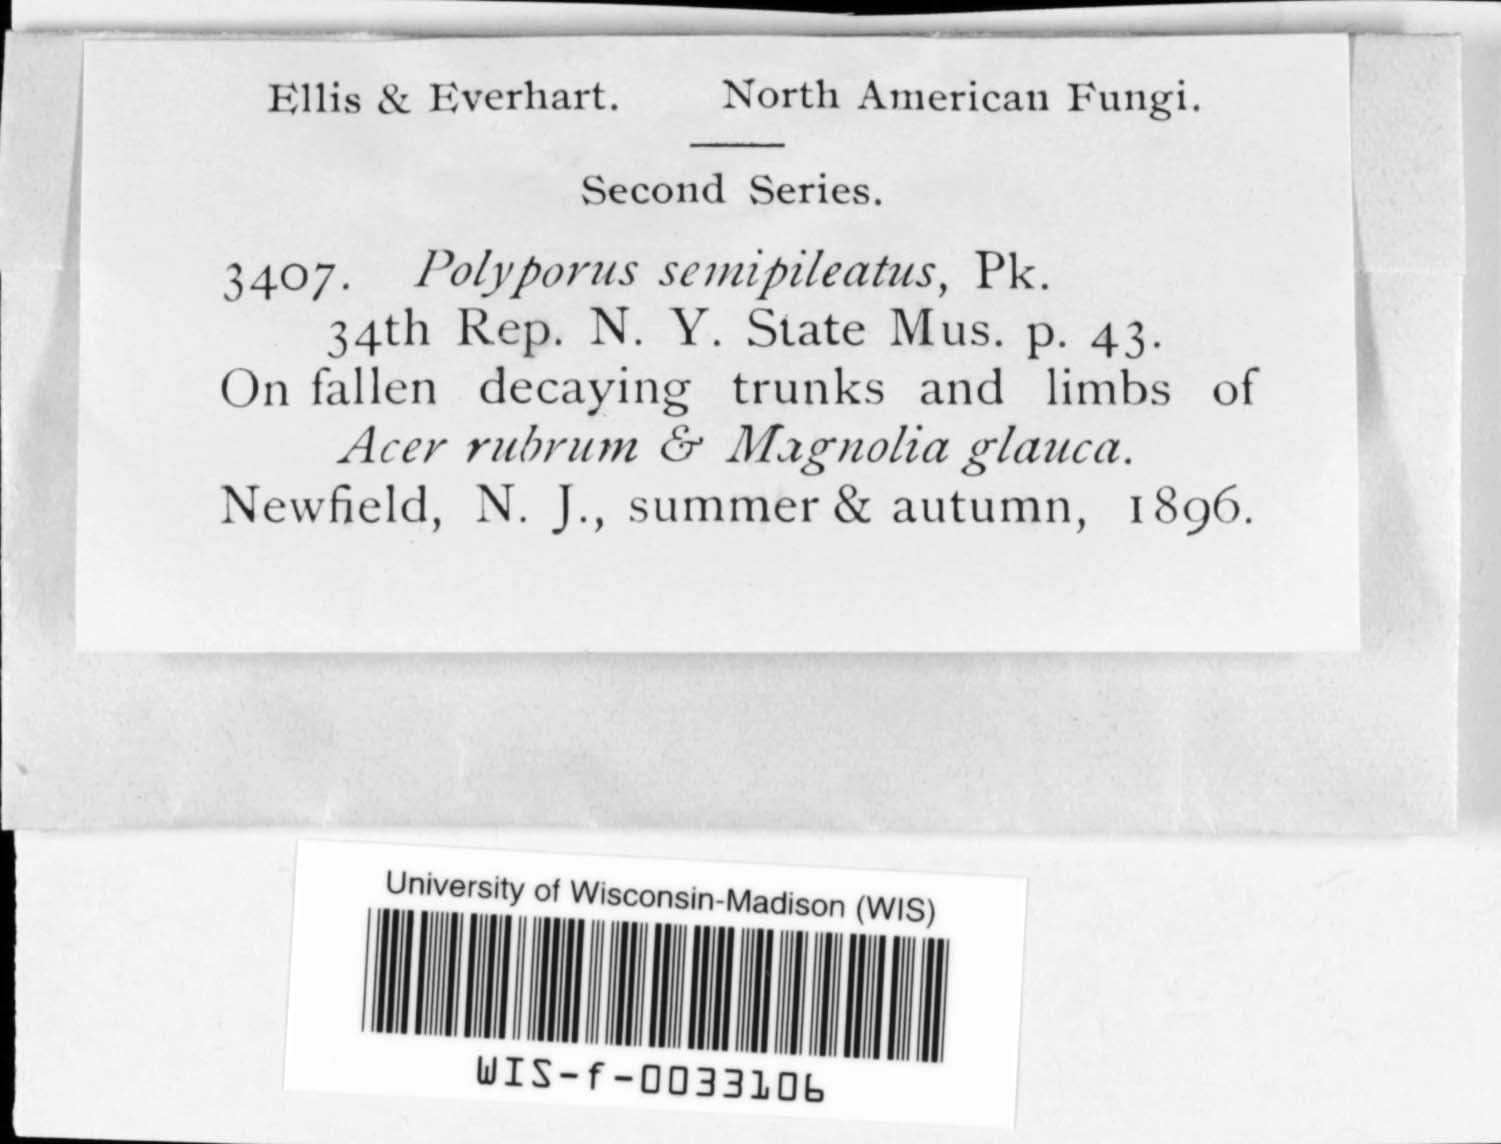 Ellis & Everhart. North American Fungi.
Second Series.
3407. Polyporus semipileatus, Pk.
34th Rep. N. Y. State Mus. p. 43.
On fallen decaying trunks and limbs of
Acer rubrum & Magnolia glauca.
Newfield, N. J., summer & autumn, 1896.
University of Wisconsin-Madison (WIS)
WIS-f-0033106